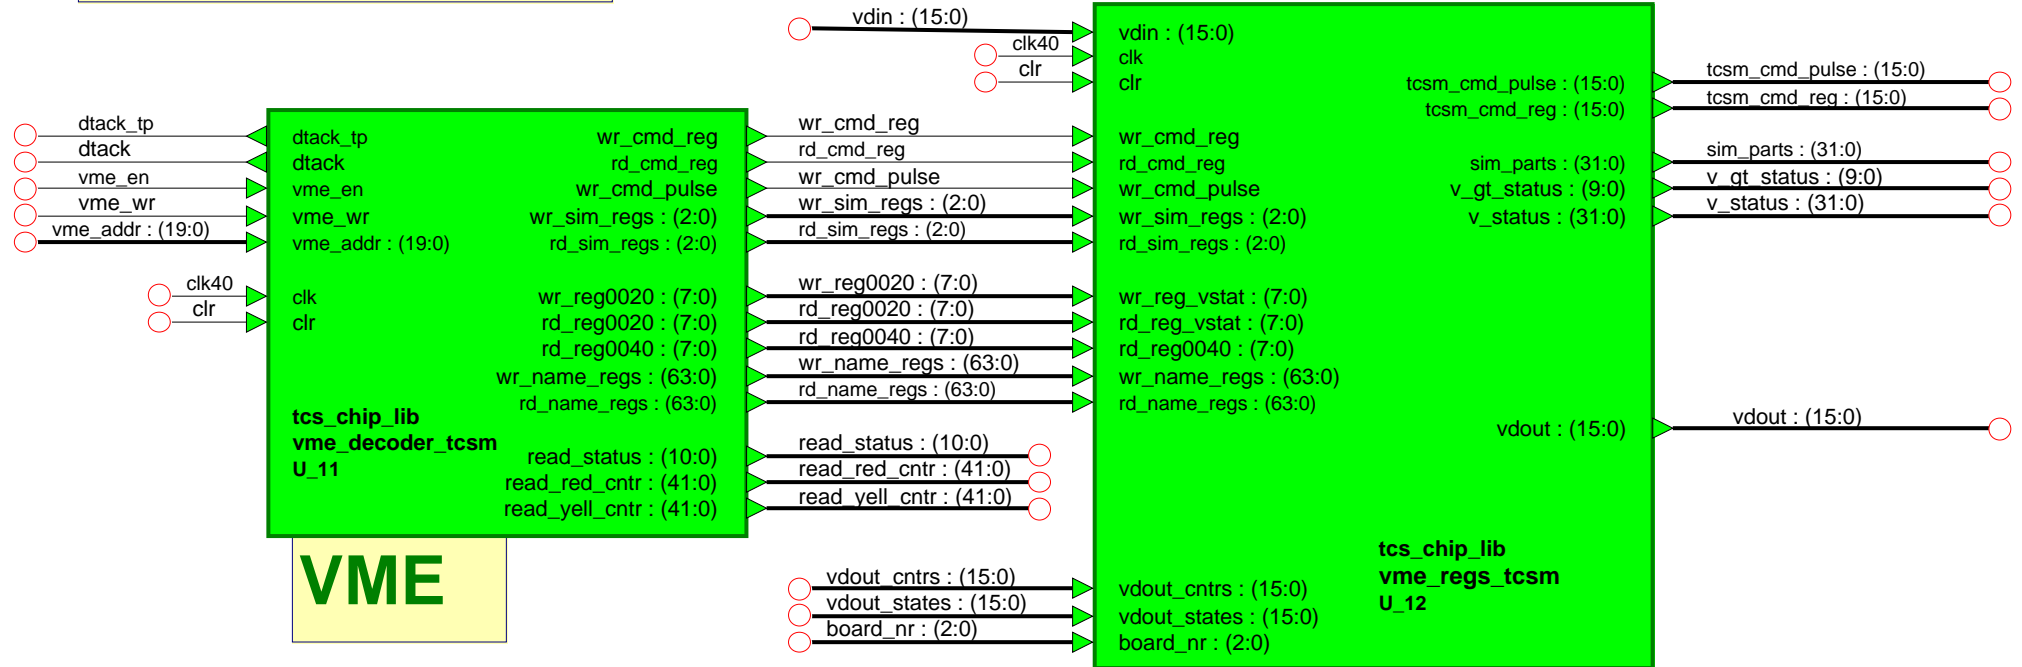 vdin : (15:0)
clk40
clr
vdin : (15:0)
clk
clr
tcsm_cmd_pulse : (15:0)
tcsm_cmd_reg : (15:0)
tcsm_cmd_pulse : (15:0)
tcsm_cmd_reg : (15:0)
dtack_tp
dtack
vme_en
vme_wr
vme_addr : (19:0)
clk40
clr
dtack_tp
dtack
vme_en
vme_wr
vme_addr : (19:0)
clk
clr
wr_cmd_reg
rd_cmd_reg
wr_cmd_pulse
wr_sim_regs : (2:0)
rd_sim_regs : (2:0)
wr_reg0020 : (7:0)
rd_reg0020 : (7:0)
rd_reg0040 : (7:0)
wr_name_regs : (63:0)
rd_name_regs : (63:0)
tcs_chip_lib
vme_decoder_tcsm
U_11
read_status : (10:0)
read_red_cntr : (41:0)
read_yell_cntr : (41:0)
VME
wr_cmd_reg
rd_cmd_reg
wr_cmd_pulse
wr_sim_regs : (2:0)
rd_sim_regs : (2:0)
wr_reg0020 : (7:0)
rd_reg0020 : (7:0)
rd_reg0040 : (7:0)
wr_name_regs : (63:0)
rd_name_regs : (63:0)
read_status : (10:0)
read_red_cntr : (41:0)
read_yell_cntr : (41:0)
vdout_cntrs : (15:0)
vdout_states : (15:0)
board_nr : (2:0)
wr_cmd_reg
rd_cmd_reg
wr_cmd_pulse
wr_sim_regs : (2:0)
rd_sim_regs : (2:0)
wr_reg_vstat : (7:0)
rd_reg_vstat : (7:0)
rd_reg0040 : (7:0)
wr_name_regs : (63:0)
rd_name_regs : (63:0)
sim_parts : (31:0)
v_gt_status : (9:0)
v_status : (31:0)
vdout : (15:0)
tcs_chip_lib
vme_regs_tcsm
U_12
vdout_cntrs : (15:0)
vdout_states : (15:0)
board_nr : (2:0)
sim_parts : (31:0)
v_gt_status : (9:0)
v_status : (31:0)
vdout : (15:0)